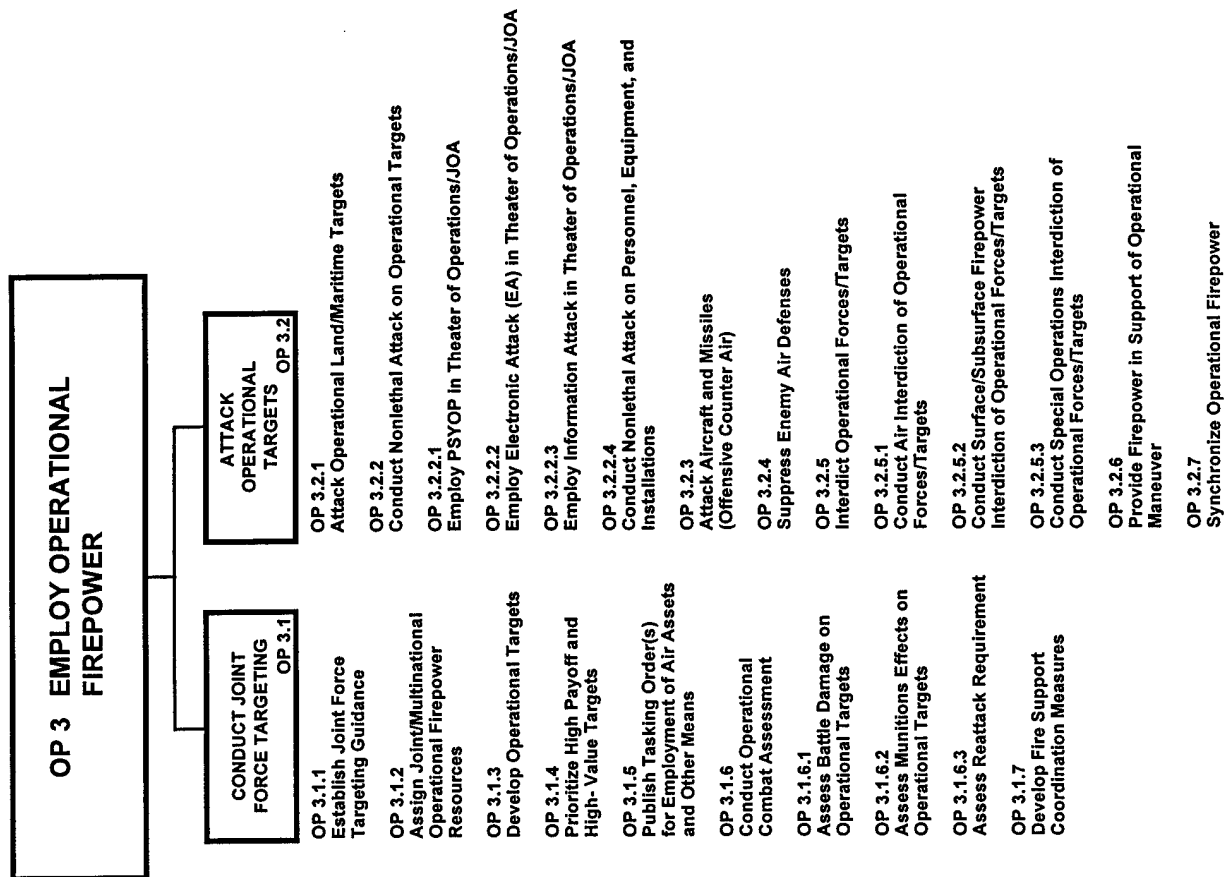 OP 3 EMPLOY OPERATIONAL
FIREPOWER
CONDUCT JOINT
FORCE TARGETING
OP 3.1
OP 3.1.1
Establish Joint Force
Targeting Guidance
OP 3.1.2
Assign Joint/Multinational
Operational Firepower
Resources
OP 3.1.3
Develop Operational Targets
OP 3.1.4
Prioritize High Payoff and
High- Value Targets
OP 3.1.5
Publish Tasking Order(s)
for Employment of Air Assets
and Other Means
OP 3.1.6
Conduct Operational
Combat Assessment
OP 3.1.6.1
Assess Battle Damage on
Operational Targets
OP 3.1.6.2
Assess Munitions Effects on
Operational Targets
OP 3.1.6.3
Assess Reattack Requirement
OP 3.1.7
Develop Fire Support
Coordination Measures
ATTACK
OPERATIONAL
TARGETS
OP 3.2
OP 3.2.1
Attack Operational Land/Maritime Targets
OP 3.2.2
Conduct Nonlethal Attack on Operational Targets
OP 3.2.2.1
Employ PSYOP in Theater of Operations/JOA
OP 3.2.2.2
Employ Electronic Attack (EA) in Theater of Operations/JOA
OP 3.2.2.3
Employ Information Attack in Theater of Operations/JOA
OP 3.2.2.4
Conduct Nonlethal Attack on Personnel, Equipment, and
Installations
OP 3.2.3
Attack Aircraft and Missiles
(Offensive Counter Air)
OP 3.2.4
Suppress Enemy Air Defenses
OP 3.2.5
Interdict Operational Forces/Targets
OP 3.2.5.1
Conduct Air Interdiction of Operational
Forces/Targets
OP 3.2.5.2
Conduct Surface/Subsurface Firepower
Interdiction of Operational Forces/Targets
OP 3.2.5.3
Conduct Special Operations Interdiction of
Operational Forces/Targets
OP 3.2.6
Provide Firepower in Support of Operational
Maneuver
OP 3.2.7
Synchronize Operational Firepower